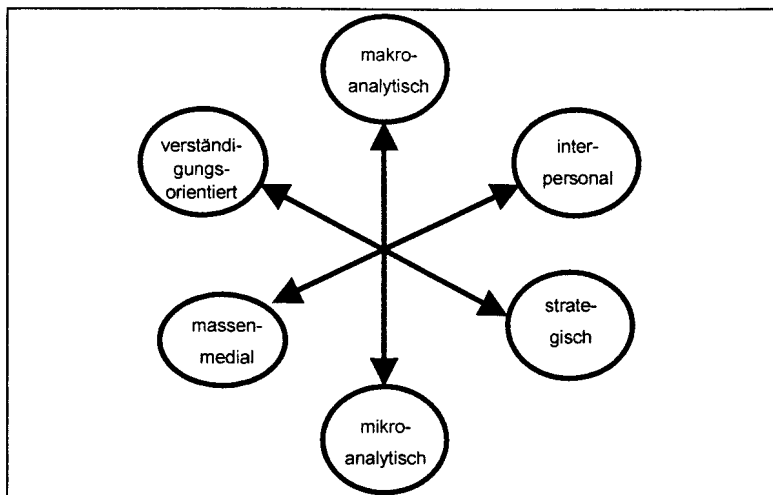 makro-
analytisch
verständi-
gungs-
orientiert
inter-
personal
massen-
medial
strate-
gisch
mikro-
analytisch